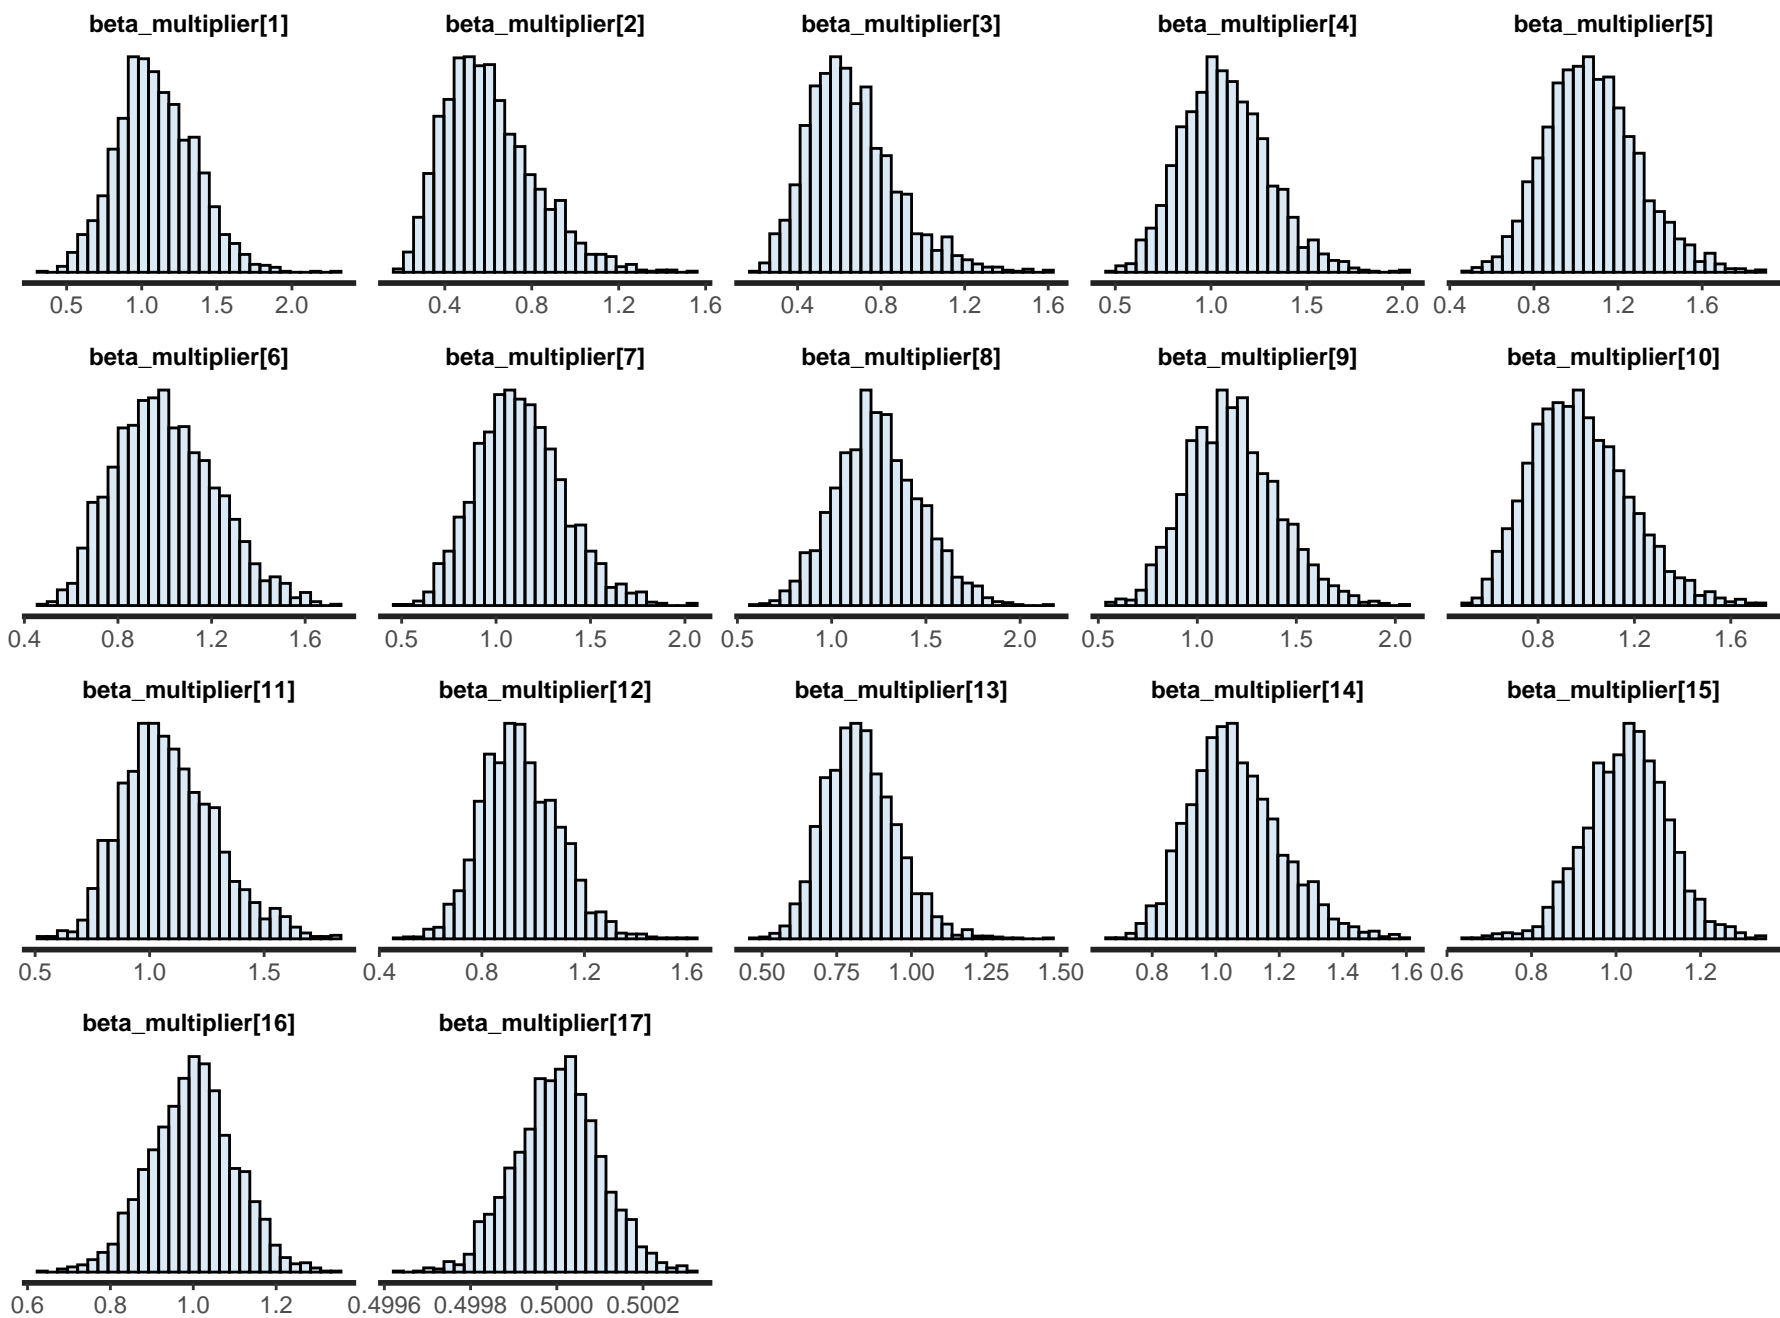 beta_multiplier[1] beta_multiplier[2] beta_multiplier[3] beta_multiplier[4] beta_multiplier[5]
0.5 1.0 1.5 2.0 0.4 0.8 1.2 1.6 0.4 0.8 1.2 1.6 0.5 1.0 1.5 2.0 0.4 0.8 1.2 1.6
beta_multiplier[6] beta_multiplier[7] beta_multiplier[8] beta_multiplier[9] beta_multiplier[10]
0.4 0.8 1.2 1.6 0.5 1.0 1.5 2.0 0.5 1.0 1.5 2.0 0.5 1.0 1.5 2.0 0.8 1.2 1.6
beta_multiplier[11] beta_multiplier[12] beta_multiplier[13] beta_multiplier[14] beta_multiplier[15]
0.5 1.0 1.5 0.4 0.8 1.2 1.6 0.50 0.75 1.00 1.25 1.50 0.8 1.0 1.2 1.4 1.6 0.6 0.8 1.0 1.2
beta_multiplier[16] beta_multiplier[17]
0.6 0.8 1.0 1.2 0.4996 0.4998 0.5000 0.5002